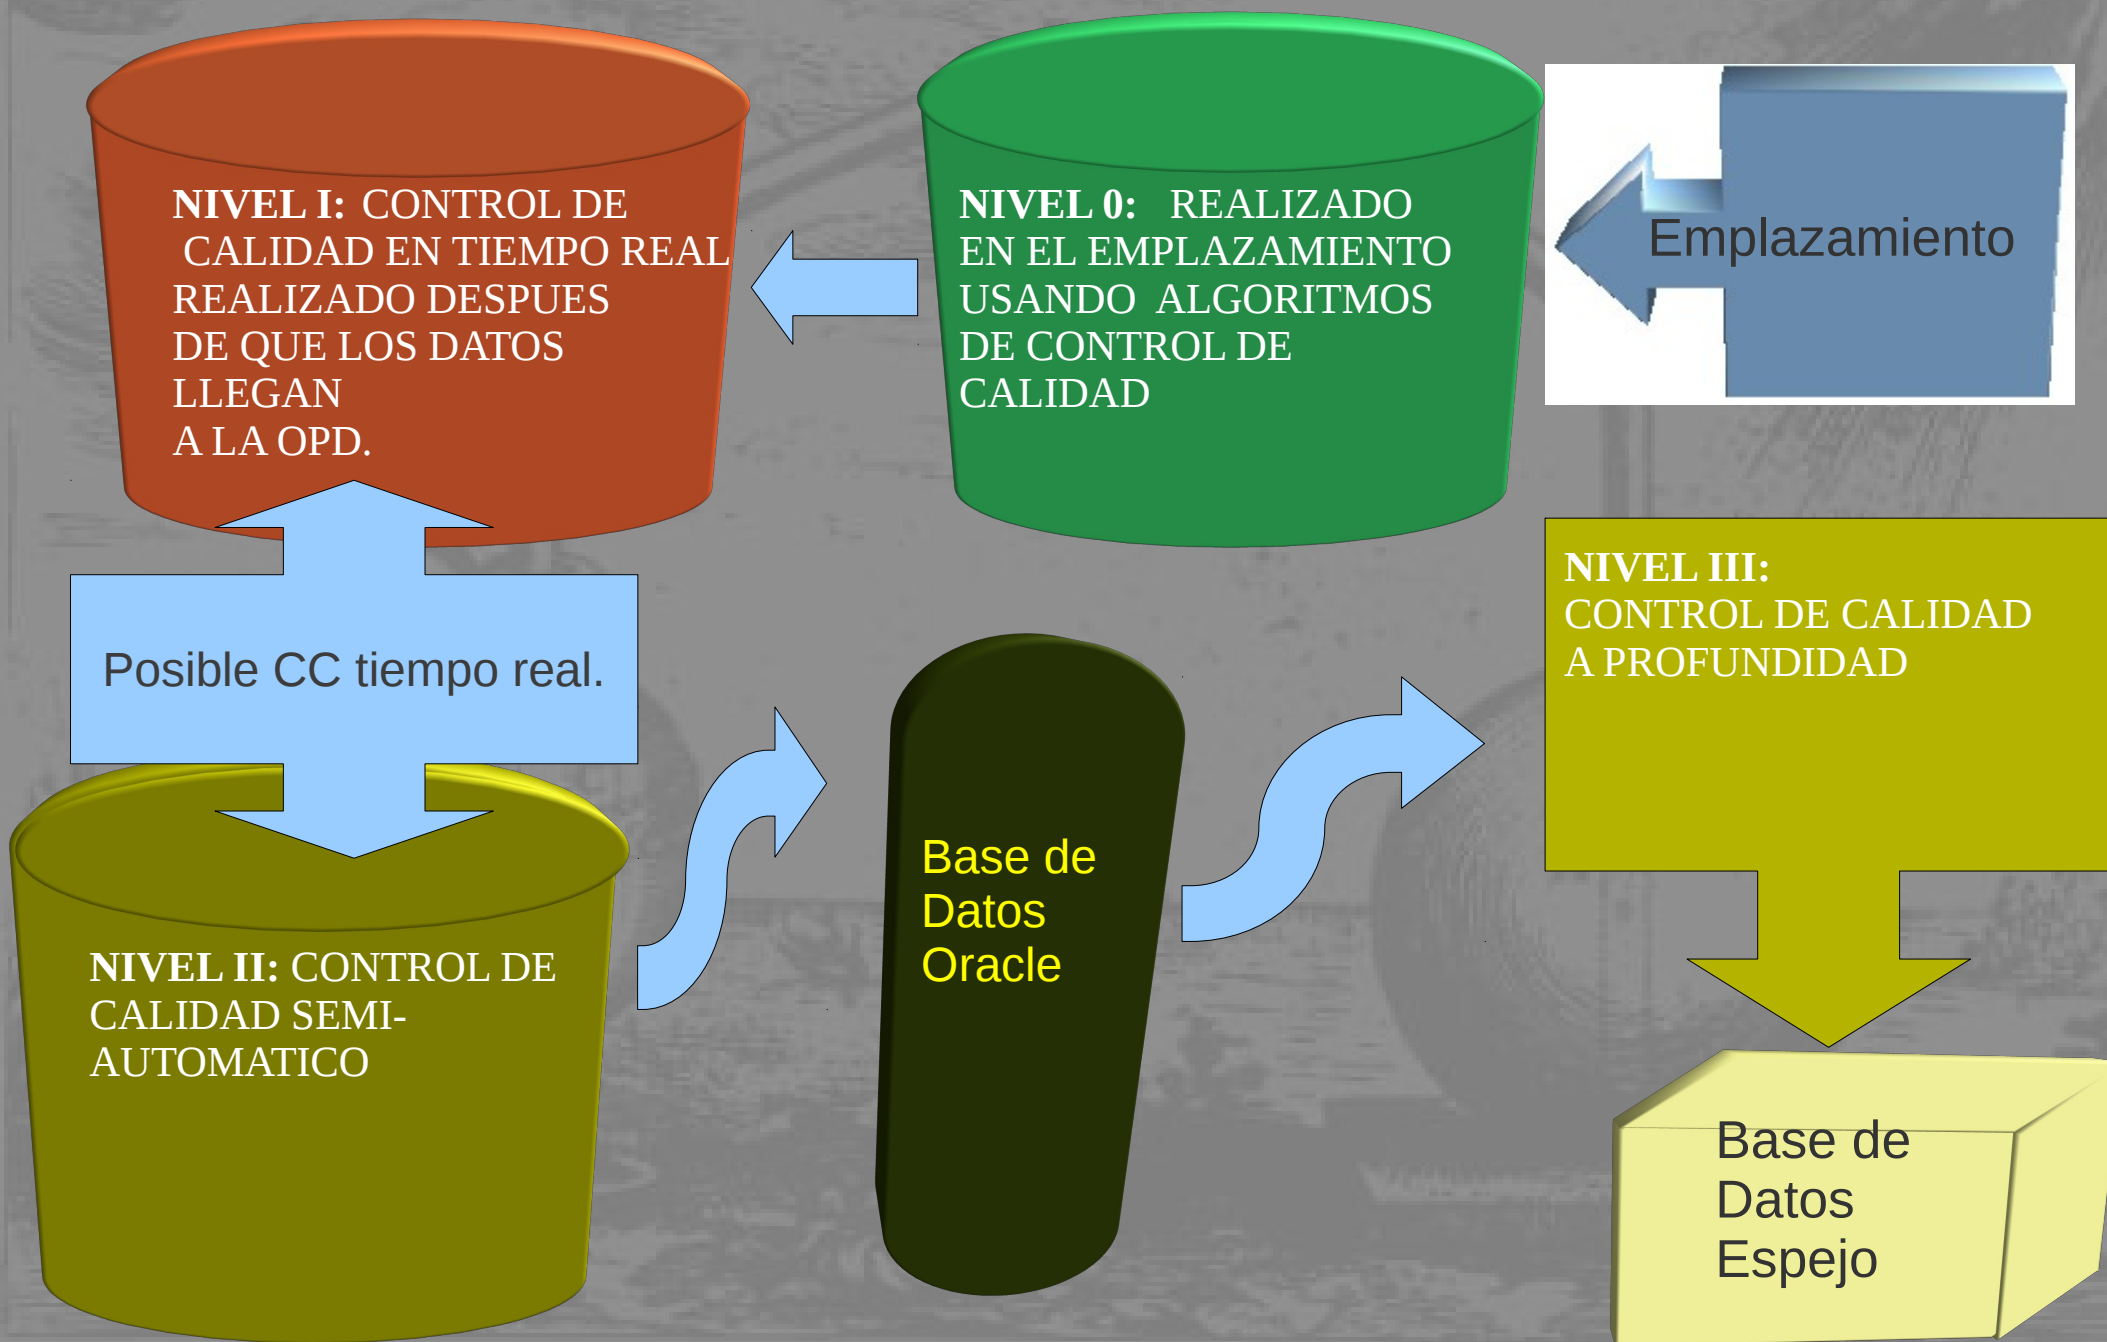 NIVEL I: CONTROL DE
CALIDAD EN TIEMPO REAL
REALIZADO DESPUES
DE QUE LOS DATOS
LLEGAN
A LA OPD.
NIVEL 0: REALIZADO
EN EL EMPLAZAMIENTO
USANDO ALGORITMOS
DE CONTROL DE
CALIDAD
Emplazamiento
Posible CC tiempo real.
NIVEL II: CONTROL DE
CALIDAD SEMI-
AUTOMATICO
Base de
Datos
Oracle
NIVEL III:
CONTROL DE CALIDAD
A PROFUNDIDAD
Base de
Datos
Espejo